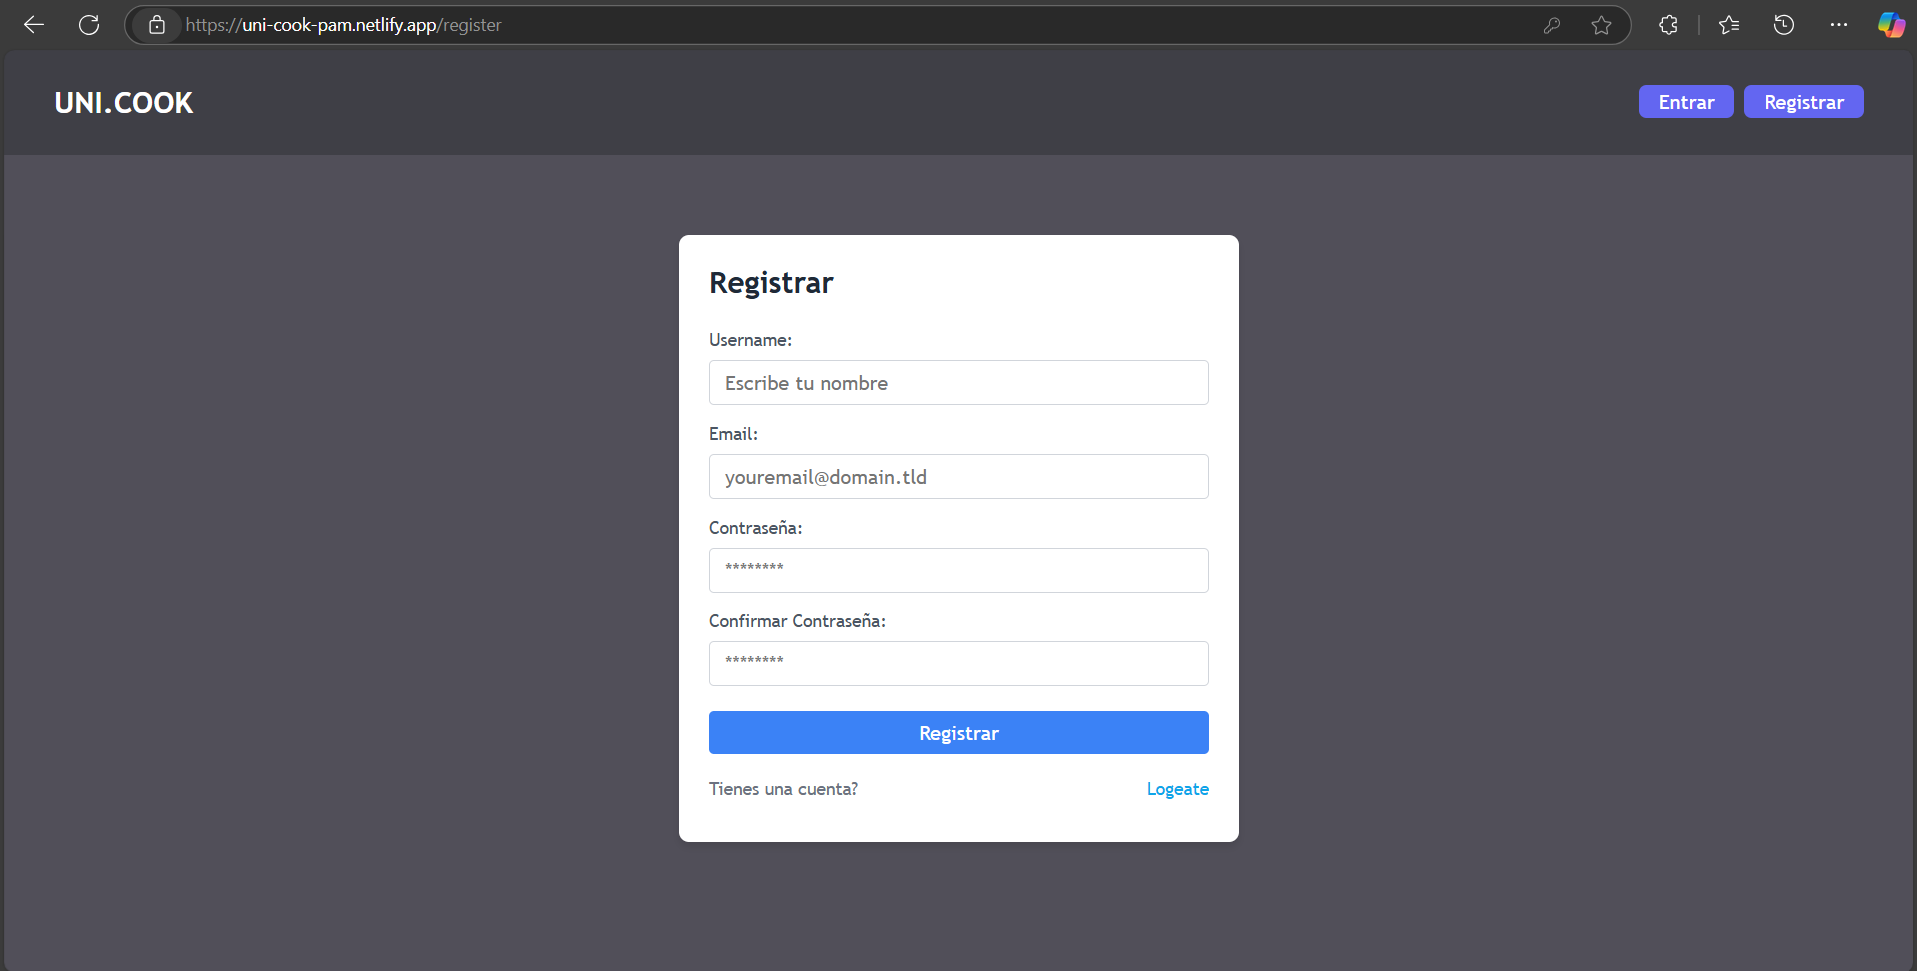 https://uni-cook-pam.netlify.app/register
UNI.COOK
Entrar
Registrar
Registrar
Username:
Escribe tu nombre
Email:
youremail@domain.tld
Contraseña:
********
Confirmar Contraseña:
********
Registrar
Tienes una cuenta?
Logeate